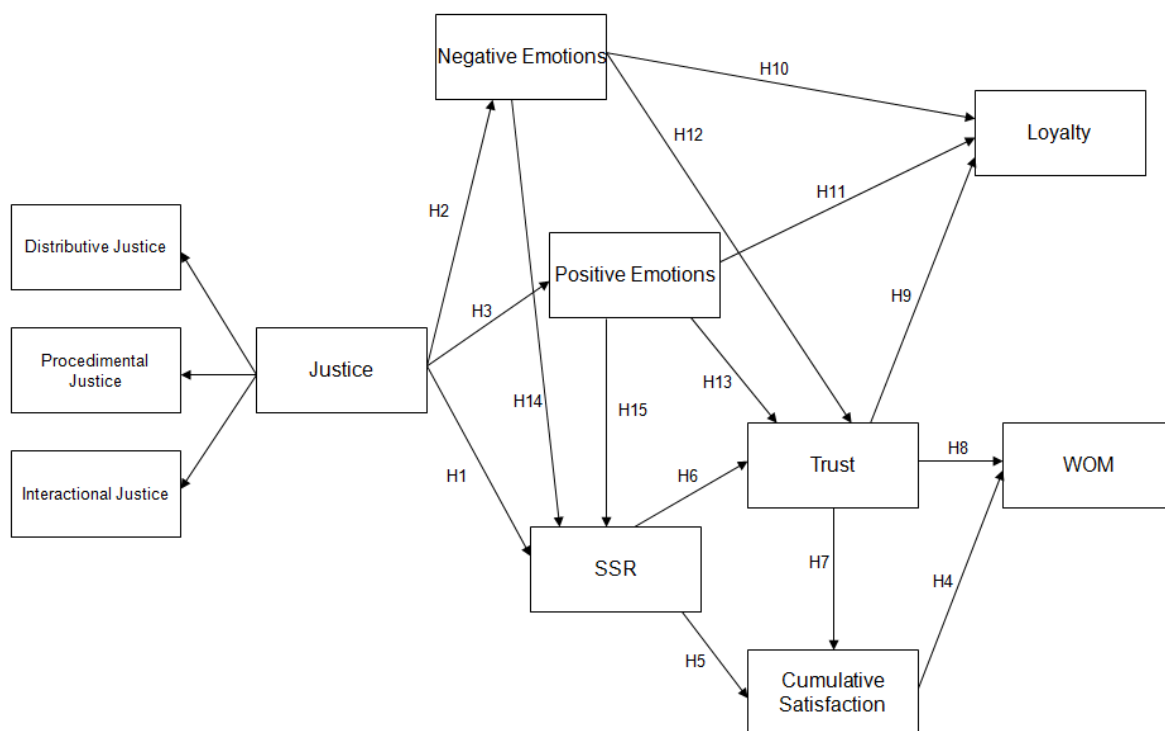 Negative Emotions
H10
Loyalty
H12
H11
H2
Distributive Justice
Positive Emotions
H3
H9
Procedimental
Justice
Justice
H14
H15
H13
Interactional Justice
H1
H6
Trust
H8
WOM
SSR
H7
H4
H5
Cumulative
Satisfaction